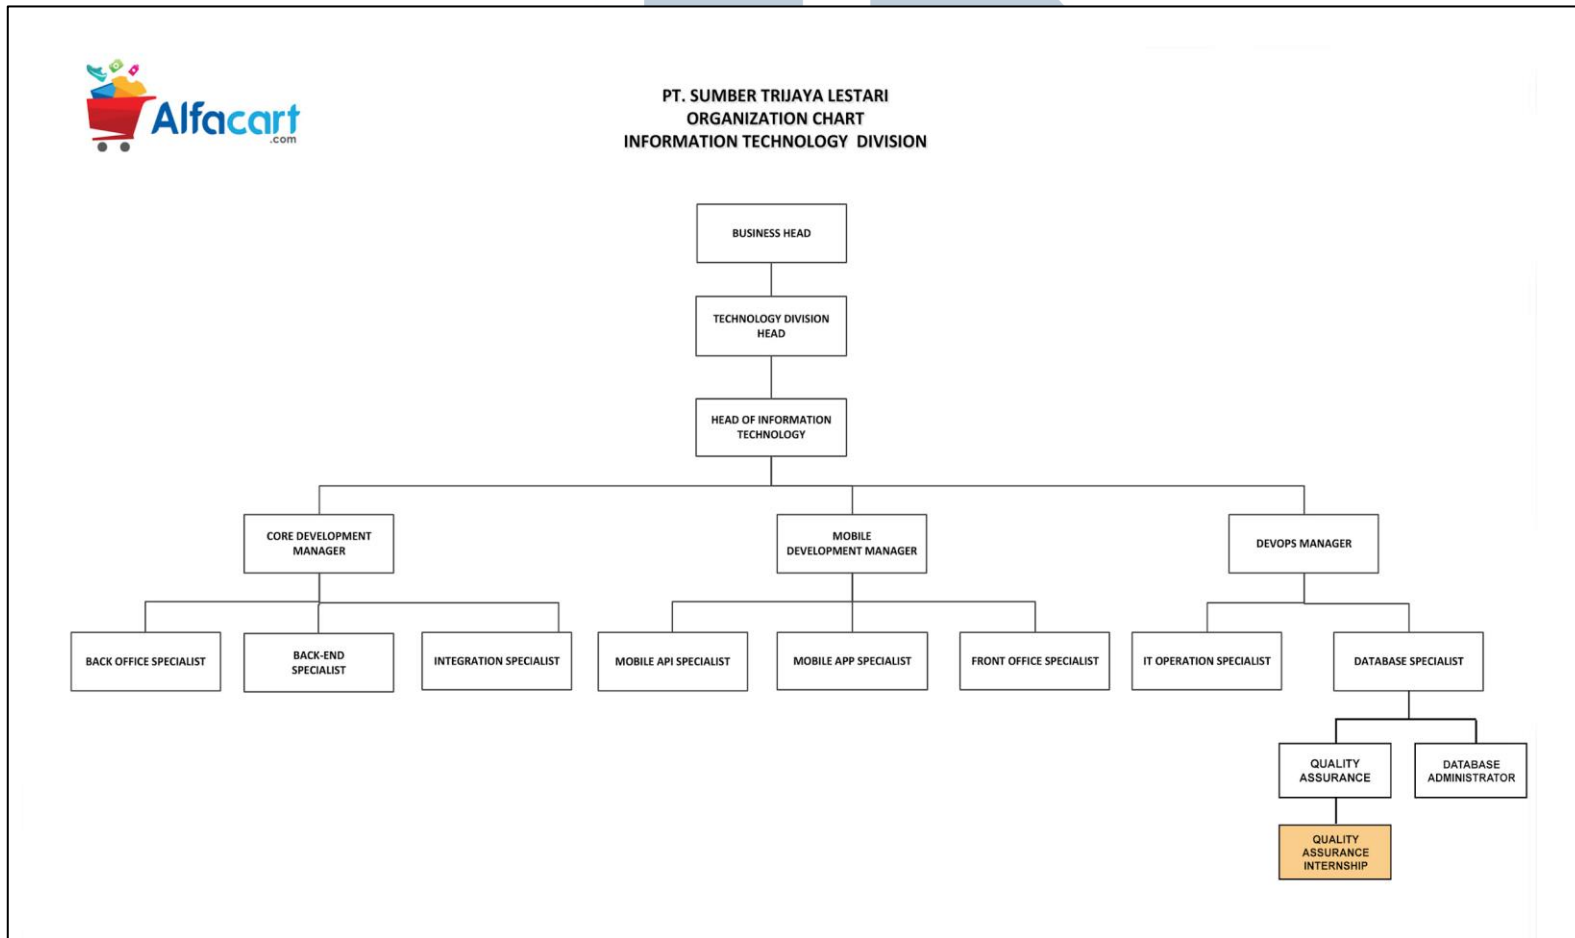 Alfacart
.com
PT. SUMBER TRIJAYA LESTARI
ORGANIZATION CHART
INFORMATION TECHNOLOGY DIVISION
BUSINESS HEAD
TECHNOLOGY DIVISION
HEAD
HEAD OF INFORMATION
TECHNOLOGY
CORE DEVELOPMENT
MANAGER
MOBILE
DEVELOPMENT MANAGER
DEVOPS MANAGER
BACK OFFICE SPECIALIST
BACK-END
SPECIALIST
INTEGRATION SPECIALIST
MOBILE API SPECIALIST
MOBILE APP SPECIALIST
FRONT OFFICE SPECIALIST
IT OPERATION SPECIALIST
DATABASE SPECIALIST
QUALITY
ASSURANCE
DATABASE
ADMINISTRATOR
QUALITY
ASSURANCE
INTERNSHIP